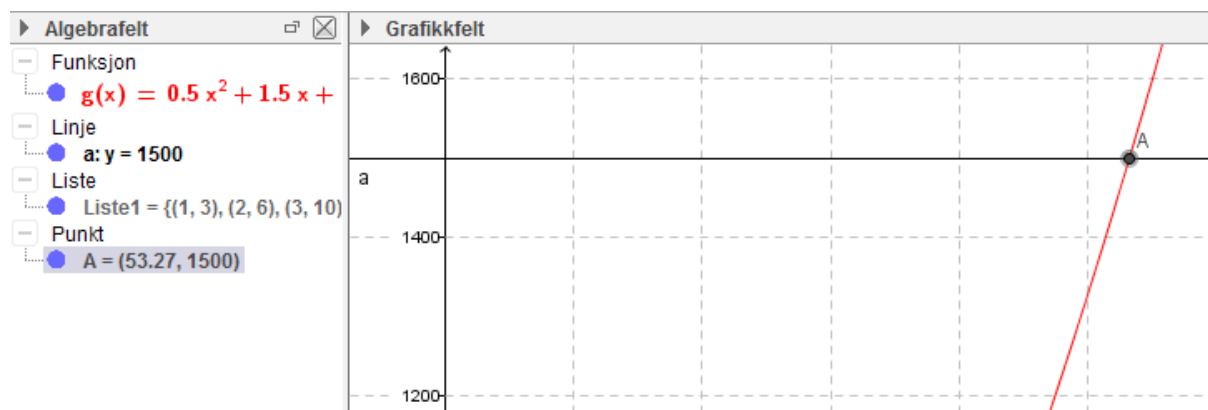 Algebrafelt
Funksjon
g(x) = 0.5 x² + 1.5 x +
Linje
a: y = 1500
Liste
Liste1 = {(1, 3), (2, 6), (3, 10)
Punkt
A = (53.27, 1500)
Grafikkfelt
1600
A
a
1400
1200